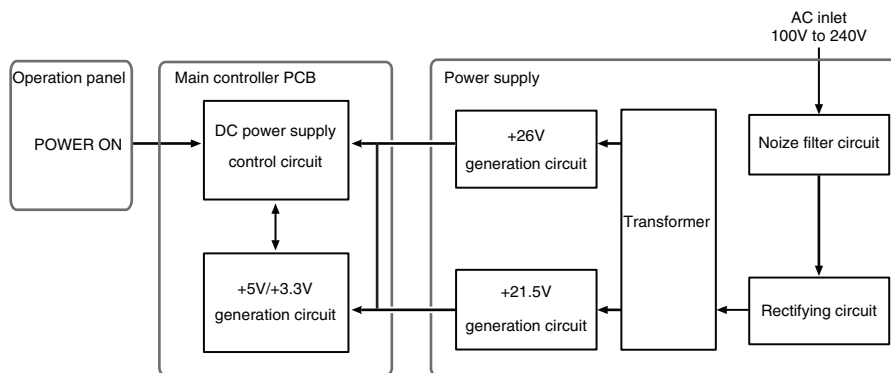 AC inlet
100V to 240V
Operation panel
Main controller PCB
Power supply
POWER ON
DC power supply
control circuit
+26V
generation circuit
Noize filter circuit
Transformer
+5V/+3.3V
generation circuit
+21.5V
generation circuit
Rectifying circuit